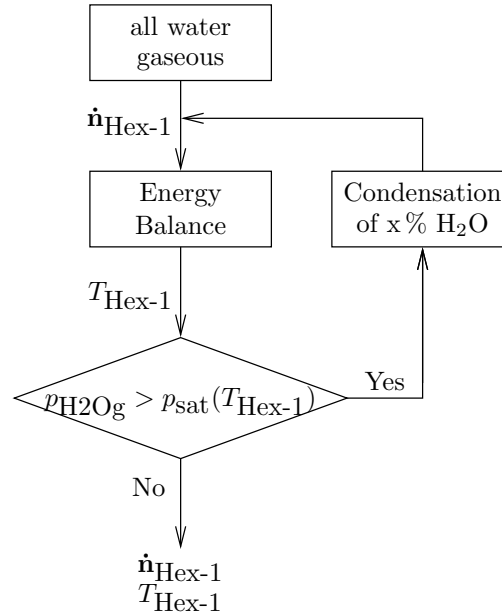 all water
gaseous
ṅHex-1
Energy
Balance
Condensation
of x % H₂O
THex-1
pH2Og > psat(THex-1)
Yes
No
ṅHex-1
THex-1